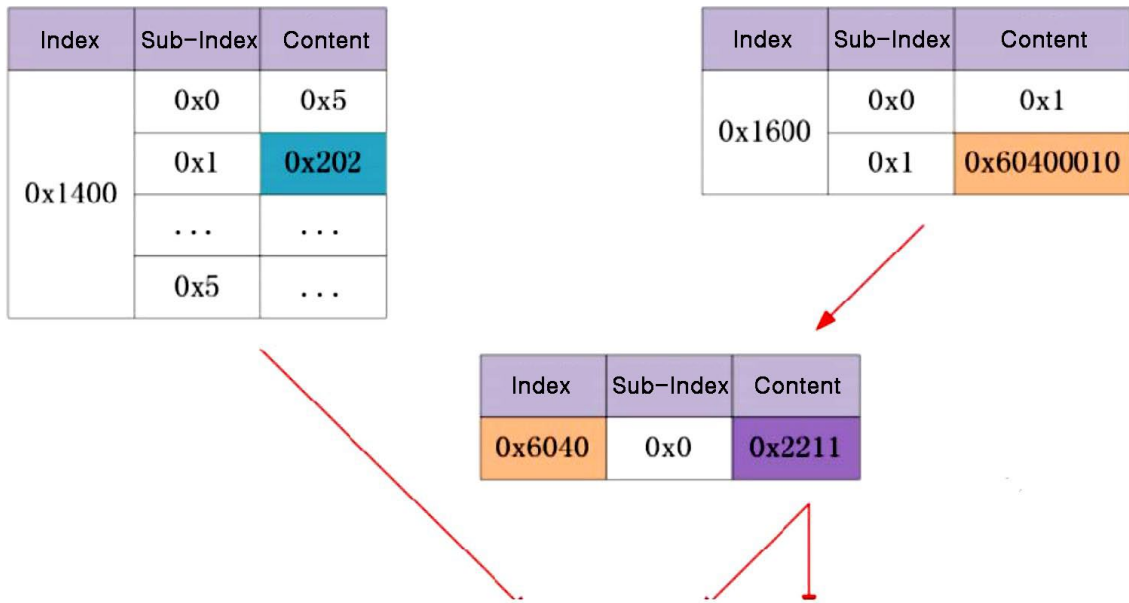 Index Sub-Index Content
0x1400
0x0 0x5
0x1 0x202
... ...
0x5 ...
Index Sub-Index Content
0x1600
0x0 0x1
0x1 0x60400010
Index Sub-Index Content
0x6040 0x0 0x2211